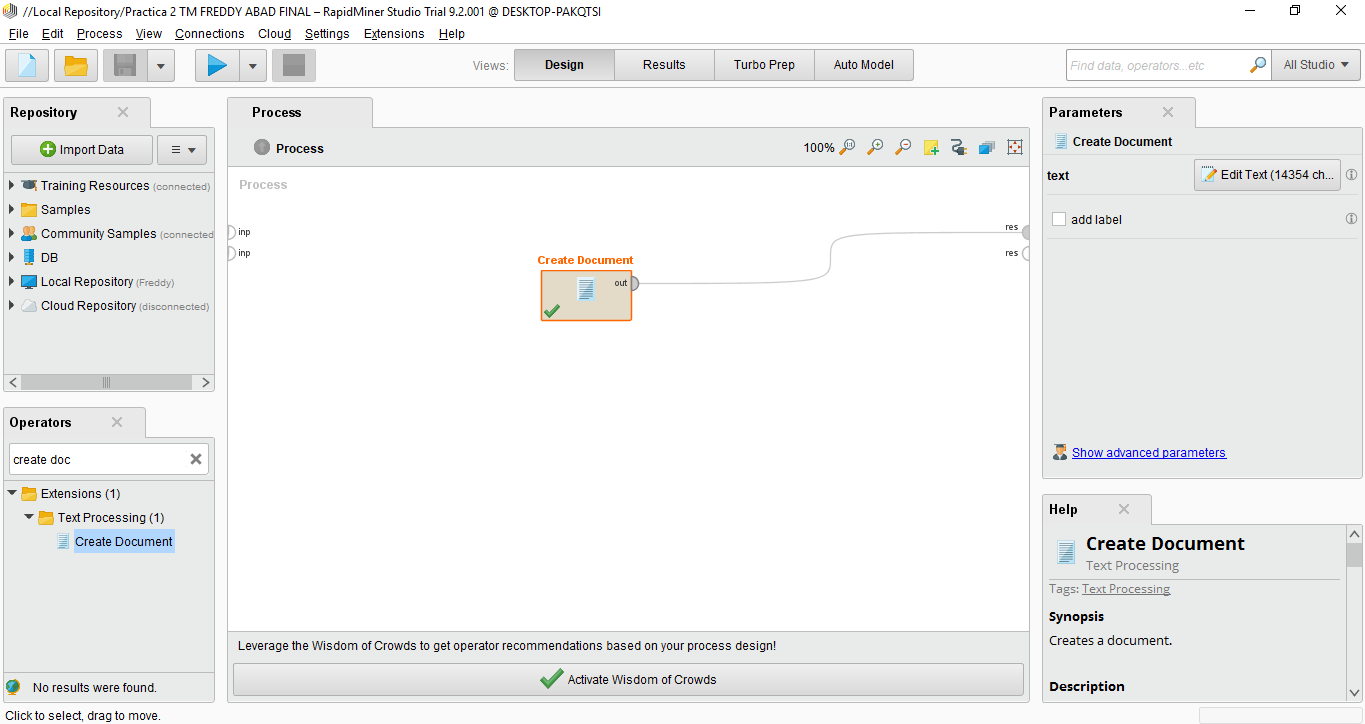 //Local Repository/Practica 2 TM FREDDY ABAD FINAL – RapidMiner Studio Trial 9.2.001 @ DESKTOP-PAKQTSI
File Edit Process View Connections Cloud Settings Extensions Help
Views: Design Results Turbo Prep Auto Model
Find data, operators...etc
All Studio
Repository
Import Data
Training Resources (connected)
Samples
Community Samples (connected
DB
Local Repository (Freddy)
Cloud Repository (disconnected)
Operators
create doc
Extensions (1)
Text Processing (1)
Create Document
No results were found.
Click to select, drag to move.
Process
Process
100%
Process
inp
inp
res
res
Create Document
out
Leverage the Wisdom of Crowds to get operator recommendations based on your process design!
Activate Wisdom of Crowds
Parameters
Create Document
text
Edit Text (14354 ch...
add label
Show advanced parameters
Help
Create Document
Text Processing
Tags: Text Processing
Synopsis
Creates a document.
Description